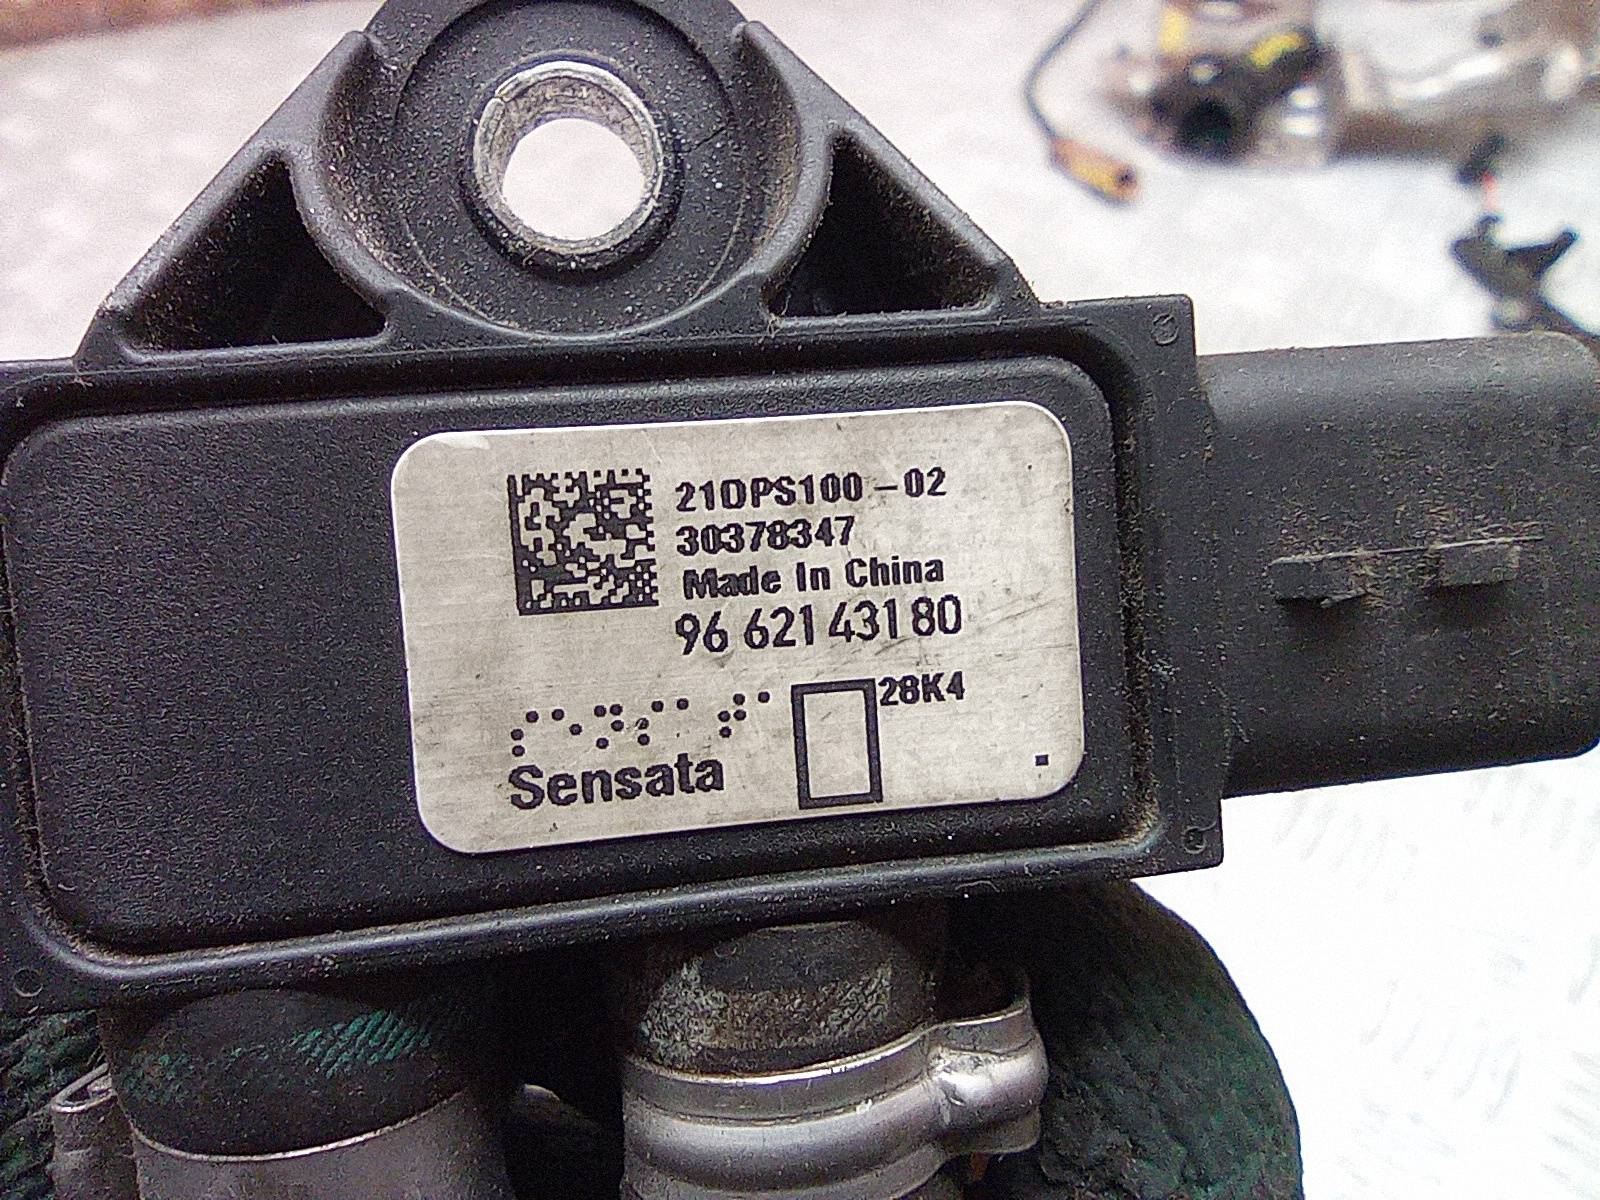 21DPS100-02
30378347
Made In China
96 621 431 80
28K4
Sensata